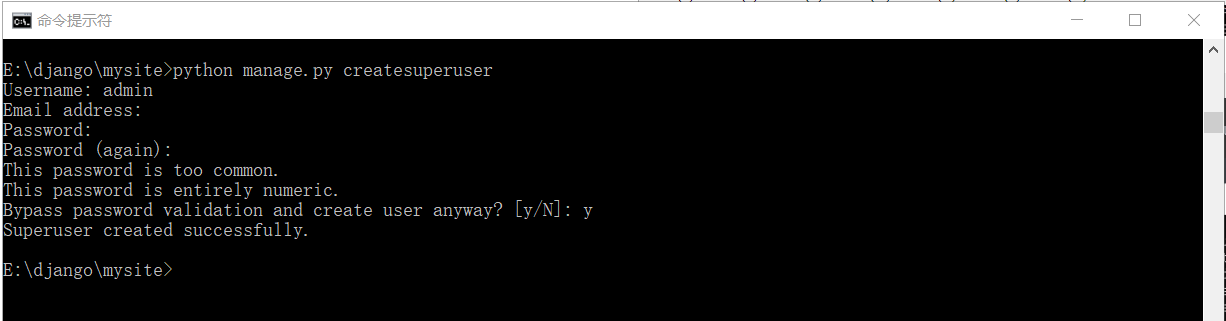 命令提示符
E:\django\mysite>python manage.py createsuperuser
Username: admin
Email address:
Password:
Password (again):
This password is too common.
This password is entirely numeric.
Bypass password validation and create user anyway? [y/N]: y
Superuser created successfully.
E:\django\mysite>